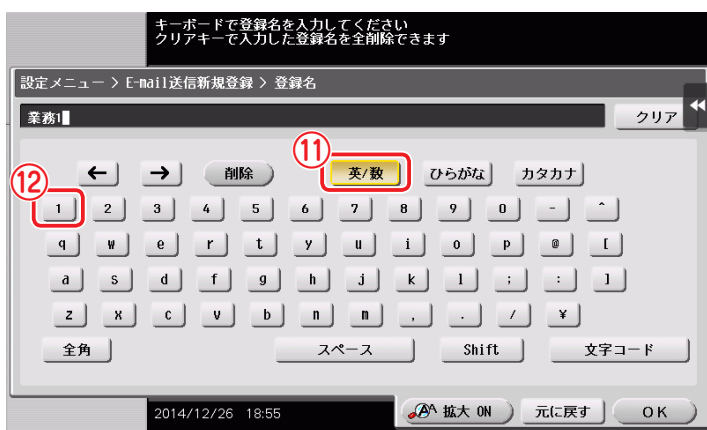 キーボードで登録名を入力してください
クリアキーで入力した登録名を全削除できます
設定メニュー > E-mail送信新規登録 > 登録名
業務1
クリア
← → 削除 ⑪ 英/数 ひらがな カタカナ
⑫
1 2 3 4 5 6 7 8 9 0 - ^
q w e r t y u i o p @ [
a s d f g h j k l ; : ]
z x c v b n m , . / ¥
全角 スペース Shift 文字コード
2014/12/26 18:55 拡大 ON 元に戻す OK